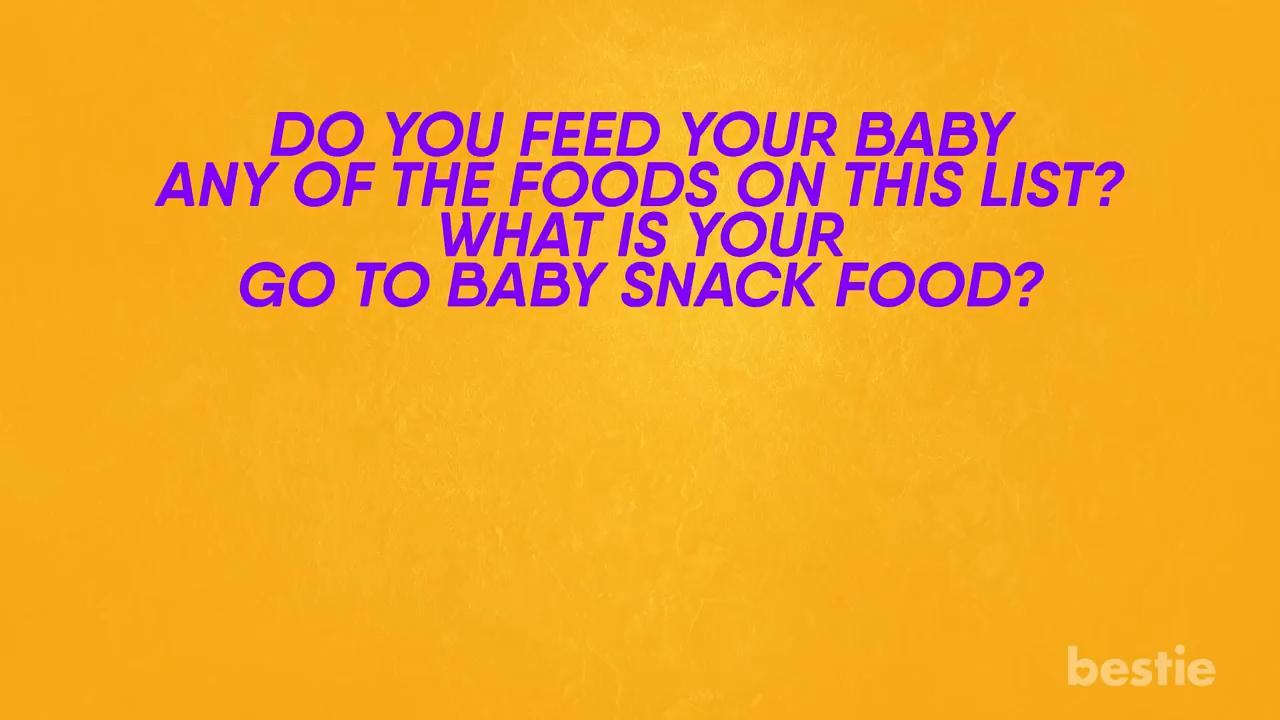 DO YOU FEED YOUR BABY
ANY OF THE FOODS ON THIS LIST?
WHAT IS YOUR
GO TO BABY SNACK FOOD?
bestie